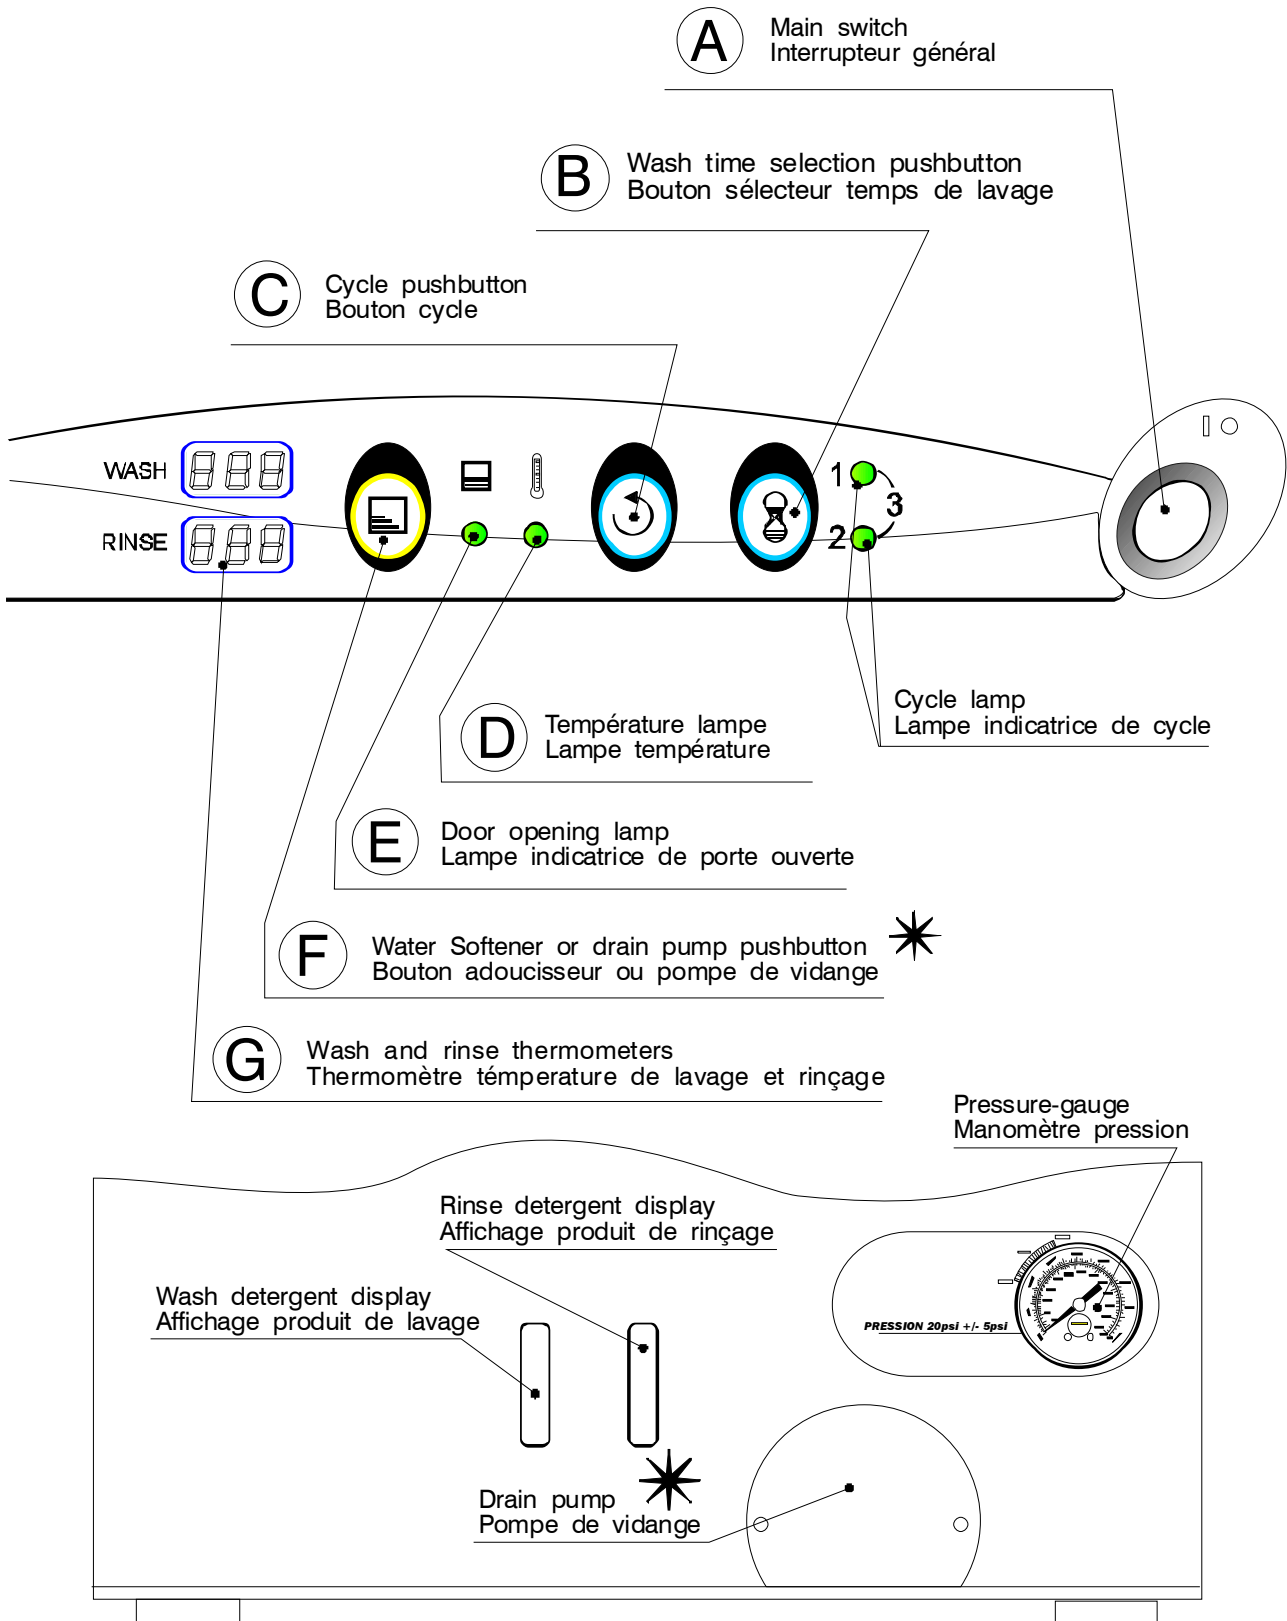 A
Main switch
Interrupteur général
B
Wash time selection pushbutton
Bouton sélecteur temps de lavage
C
Cycle pushbutton
Bouton cycle
WASH
RINSE
1
2
3
Cycle lamp
Lampe indicatrice de cycle
D
Température lampe
Lampe température
E
Door opening lamp
Lampe indicatrice de porte ouverte
F
Water Softener or drain pump pushbutton
Bouton adoucisseur ou pompe de vidange
G
Wash and rinse thermometers
Thermomètre témperature de lavage et rinçage
Pressure-gauge
Manomètre pression
Rinse detergent display
Affichage produit de rinçage
Wash detergent display
Affichage produit de lavage
PRESSION 20psi +/- 5psi
Drain pump
Pompe de vidange